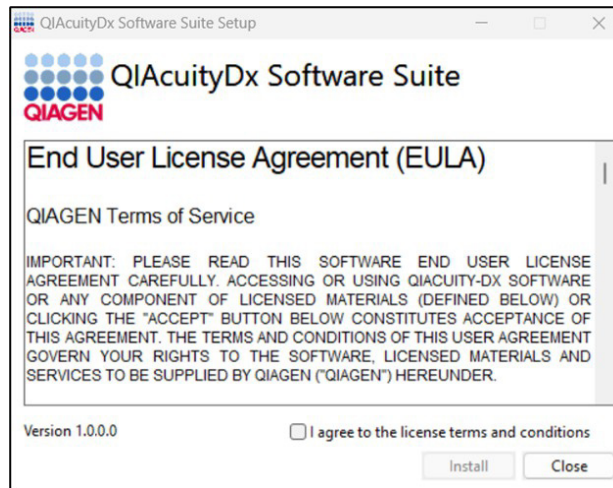 QIAcuityDx Software Suite Setup
QIAcuityDx Software Suite
QIAGEN
End User License Agreement (EULA)
QIAGEN Terms of Service
IMPORTANT: PLEASE READ THIS SOFTWARE END USER LICENSE
AGREEMENT CAREFULLY. ACCESSING OR USING QIACUITY-DX SOFTWARE
OR ANY COMPONENT OF LICENSED MATERIALS (DEFINED BELOW) OR
CLICKING THE "ACCEPT" BUTTON BELOW CONSTITUTES ACCEPTANCE OF
THIS AGREEMENT. THE TERMS AND CONDITIONS OF THIS USER AGREEMENT
GOVERN YOUR RIGHTS TO THE SOFTWARE, LICENSED MATERIALS AND
SERVICES TO BE SUPPLIED BY QIAGEN ("QIAGEN") HEREUNDER.
Version 1.0.0.0
I agree to the license terms and conditions
Install
Close